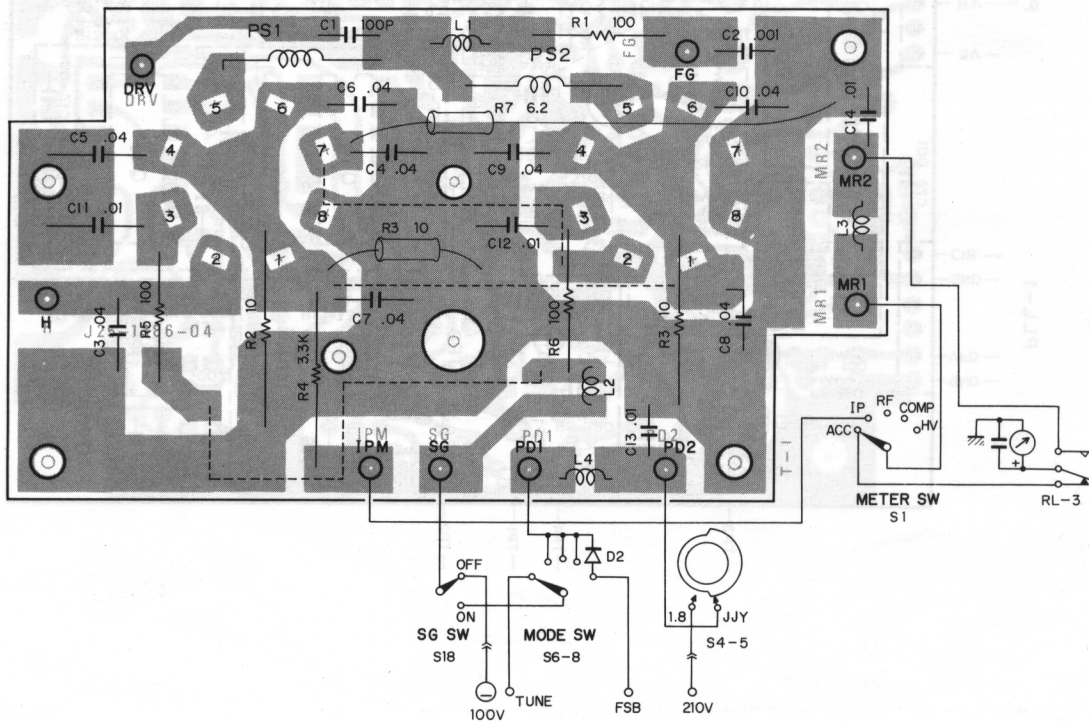 C1 100P
PS1
L1
R1 100
FG
PS2
C2 .001
DRV
DRV
FG
C6 .04
R7 6.2
C10 .04
C14 .01
5 6 5 6
C5 .04
4 7
C4 .04
C9 .04
4 7
MR2
MR2
C11 .01
3 8
3 8
R3 10
C12 .01
L3
2 1 2 1
H
J25-1786-04
C3 .04
R5 100
R2 10
R4 3.3K
C7 .04
R6 100
R3 10
C8 .04
MR1
MR1
L2
C13 .01
IPM SG PD1 PD2
IPM SG PD1 PD2
L4
T-1
IP RF COMP
ACC HV
METER SW
S1
+
RL-3
PLL-1
OFF
ON
D2
SG SW
S18
MODE SW
S6-8
1.8 JJY
S4-5
−
100V
TUNE
FSB
210V